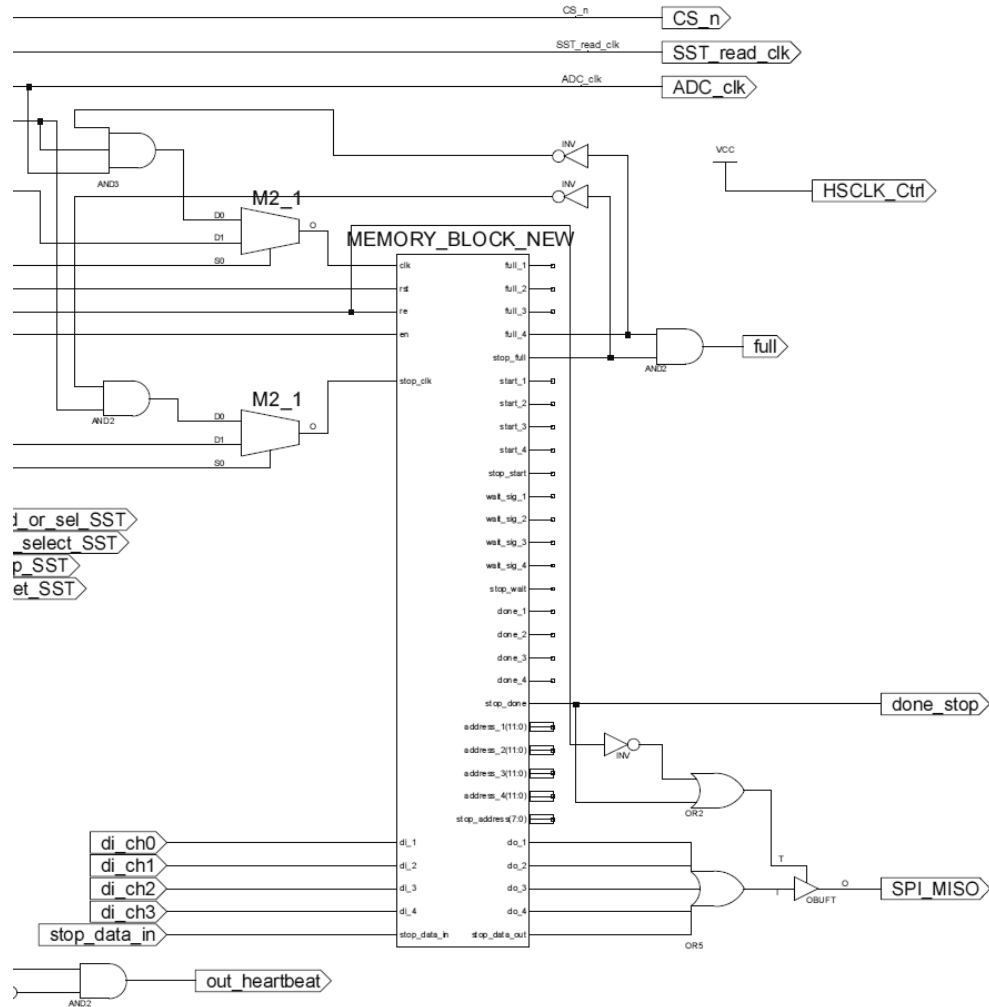 CS_n
CS_n
SST_read_clk
SST_read_clk
ADC_clk
ADC_clk
INV
VCC
AND3
INV
HSCLK_Ctrl
M2_1
D0
O
D1
MEMORY_BLOCK_NEW
S0
clk
full_1
rst
full_2
re
full_3
en
full_4
full
stop_full
AND2
stop_clk
start_1
M2_1
start_2
AND2
D0
start_3
O
D1
start_4
S0
stop_start
wait_sig_1
d_or_sel_SST
wait_sig_2
_select_SST
wait_sig_3
p_SST
wait_sig_4
et_SST
stop_wait
done_1
done_2
done_3
done_4
stop_done
done_stop
address_1(11:0)
address_2(11:0)
INV
address_3(11:0)
address_4(11:0)
OR2
stop_address(7:0)
di_ch0
di_1
do_1
di_ch1
di_2
do_2
T
di_ch2
di_3
do_3
I
O
SPI_MISO
OBUFT
di_ch3
di_4
do_4
stop_data_in
stop_data_in
stop_data_out
OR5
out_heartbeat
AND2